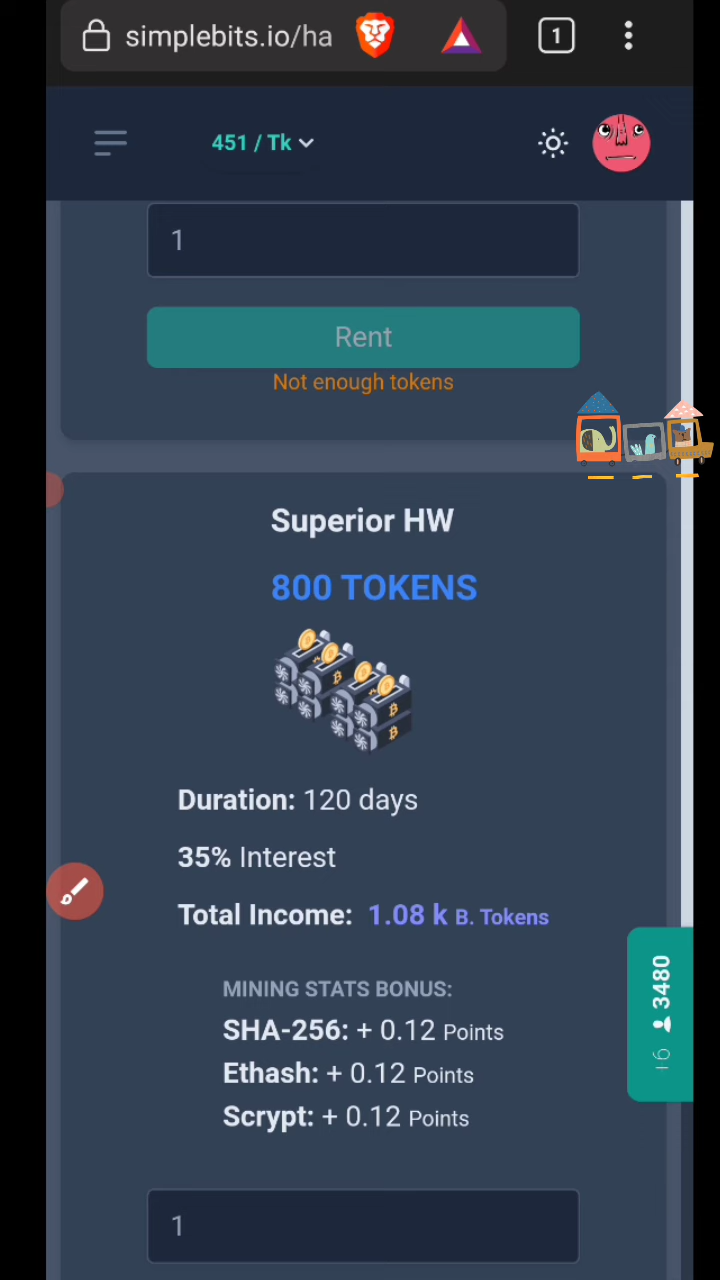 simplebits.io/ha
1
451 / Tk
1
Rent
Not enough tokens
Superior HW
800 TOKENS
Duration: 120 days
35% Interest
Total Income: 1.08 k B. Tokens
MINING STATS BONUS:
SHA-256: + 0.12 Points
Ethash: + 0.12 Points
Scrypt: + 0.12 Points
+6 3480
1